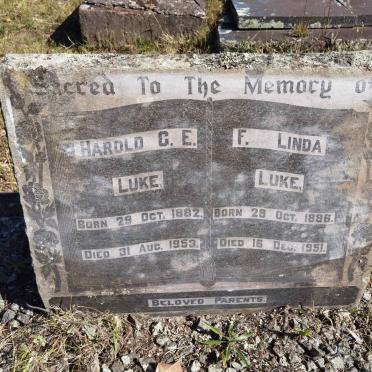 Sacred To The Memory of
HAROLD C. E.
LUKE.
BORN 29 OCT. 1882.
DIED 31 AUG. 1953.
F. LINDA
LUKE.
BORN 29 OCT. 1886.
DIED 16 DEC. 1951.
BELOVED PARENTS.